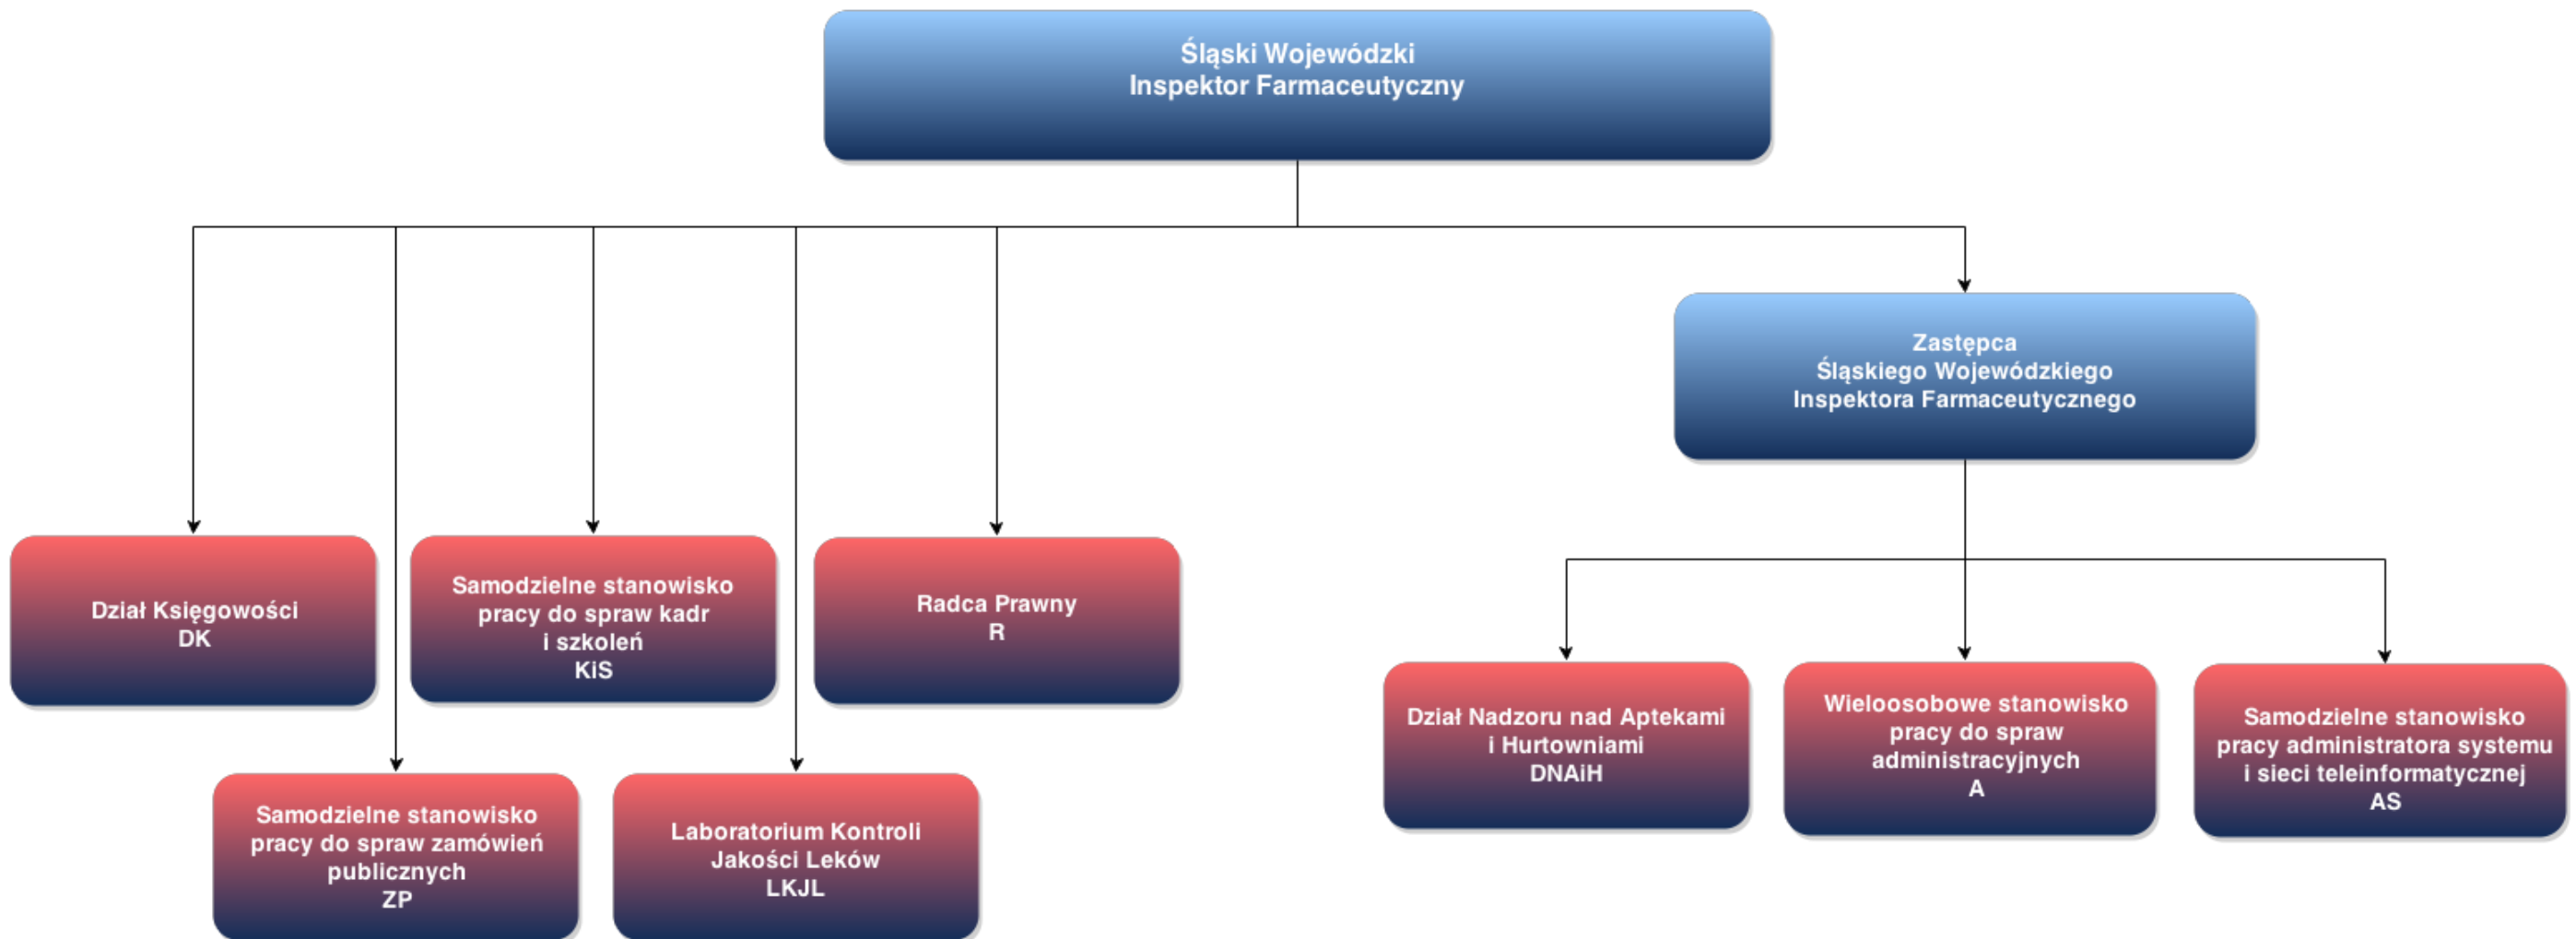 Śląski Wojewódzki
Inspektor Farmaceutyczny
Zastępca
Śląskiego Wojewódzkiego
Inspektora Farmaceutycznego
Dział Księgowości
DK
Samodzielne stanowisko
pracy do spraw kadr
i szkoleń
KiS
Radca Prawny
R
Samodzielne stanowisko
pracy do spraw zamówień
publicznych
ZP
Laboratorium Kontroli
Jakości Leków
LKJL
Dział Nadzoru nad Aptekami
i Hurtowniami
DNAiH
Wieloosobowe stanowisko
pracy do spraw
administracyjnych
A
Samodzielne stanowisko
pracy administratora systemu
i sieci teleinformatycznej
AS